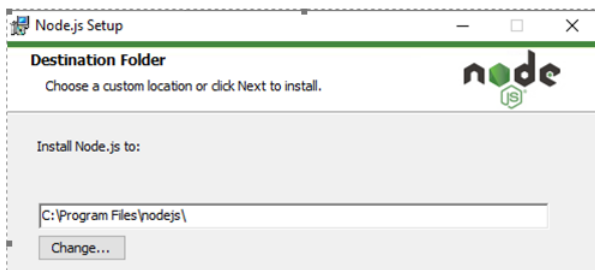 Node.js Setup
Destination Folder
Choose a custom location or click Next to install.
node
JS
Install Node.js to:
C:\Program Files\nodejs\
Change...